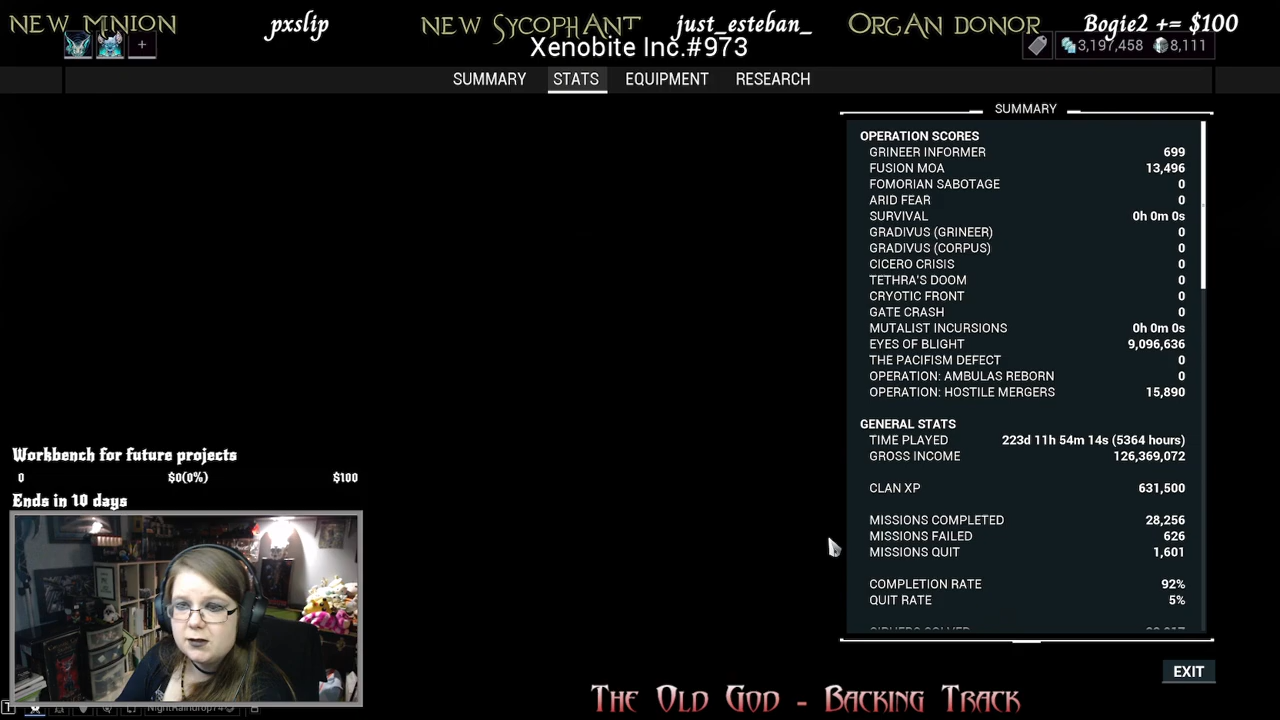 NEW MINION pxslip NEW SYCOPHANT just_esteban_ ORGAN DONOR Bogie2 += $100
Xenobite Inc.#973
3,197,458 8,111
SUMMARY STATS EQUIPMENT RESEARCH
SUMMARY
OPERATION SCORES
GRINEER INFORMER 699
FUSION MOA 13,496
FOMORIAN SABOTAGE 0
ARID FEAR 0
SURVIVAL 0h 0m 0s
GRADIVUS (GRINEER) 0
GRADIVUS (CORPUS) 0
CICERO CRISIS 0
TETHRA'S DOOM 0
CRYOTIC FRONT 0
GATE CRASH 0
MUTALIST INCURSIONS 0h 0m 0s
EYES OF BLIGHT 9,096,636
THE PACIFISM DEFECT 0
OPERATION: AMBULAS REBORN 0
OPERATION: HOSTILE MERGERS 15,890
GENERAL STATS
TIME PLAYED 223d 11h 54m 14s (5364 hours)
GROSS INCOME 126,369,072
CLAN XP 631,500
MISSIONS COMPLETED 28,256
MISSIONS FAILED 626
MISSIONS QUIT 1,601
COMPLETION RATE 92%
QUIT RATE 5%
CIPHERS SOLVED
EXIT
Workbench for future projects
0 $0(0%) $100
Ends in 10 days
The Old God - Backing Track